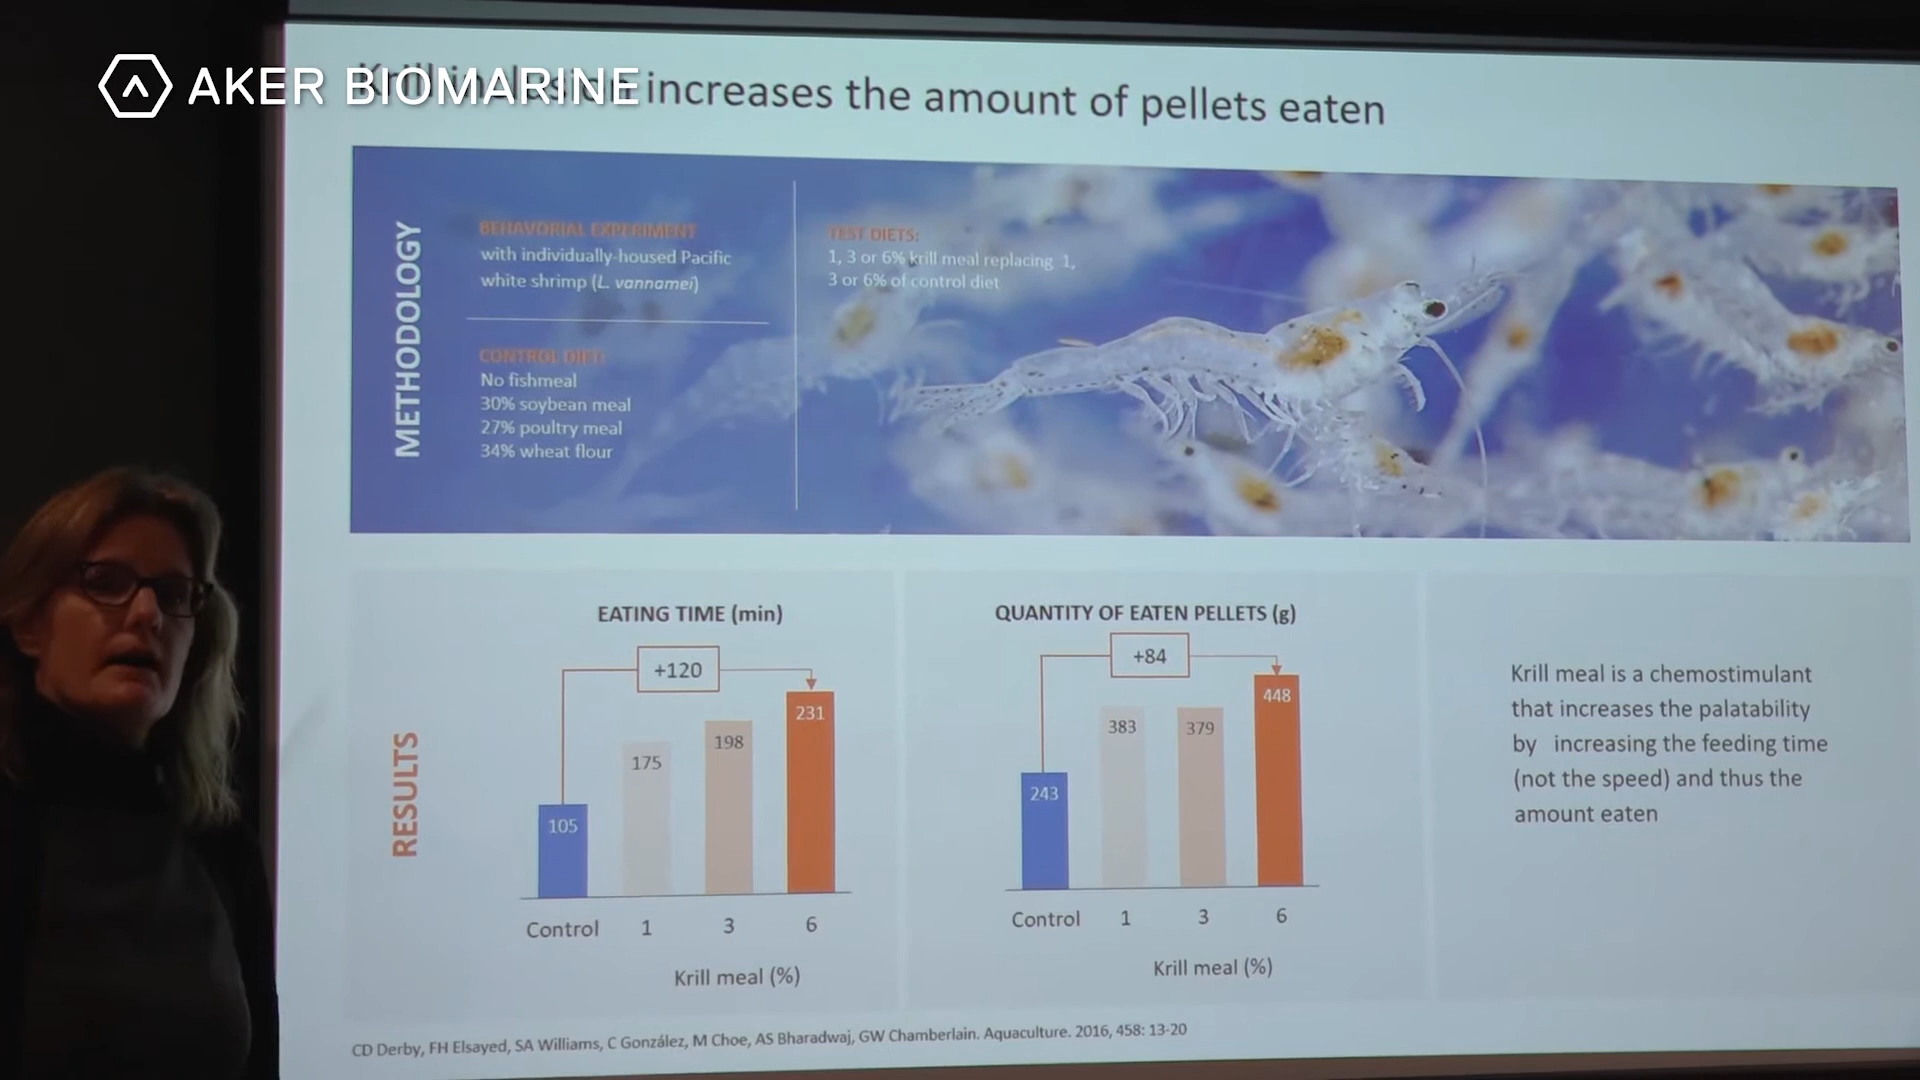 AKER BIOMARINE
Krill inclusion increases the amount of pellets eaten
METHODOLOGY
BEHAVORIAL EXPERIMENT
with individually-housed Pacific
white shrimp (L. vannamei)
CONTROL DIET:
No fishmeal
30% soybean meal
27% poultry meal
34% wheat flour
TEST DIETS:
1, 3 or 6% krill meal replacing 1,
3 or 6% of control diet
RESULTS
EATING TIME (min)
+120
105
175
198
231
Control 1 3 6
Krill meal (%)
QUANTITY OF EATEN PELLETS (g)
+84
243
383
379
448
Control 1 3 6
Krill meal (%)
Krill meal is a chemostimulant
that increases the palatability
by increasing the feeding time
(not the speed) and thus the
amount eaten
CD Derby, FH Elsayed, SA Williams, C González, M Choe, AS Bharadwaj, GW Chamberlain. Aquaculture. 2016, 458: 13-20